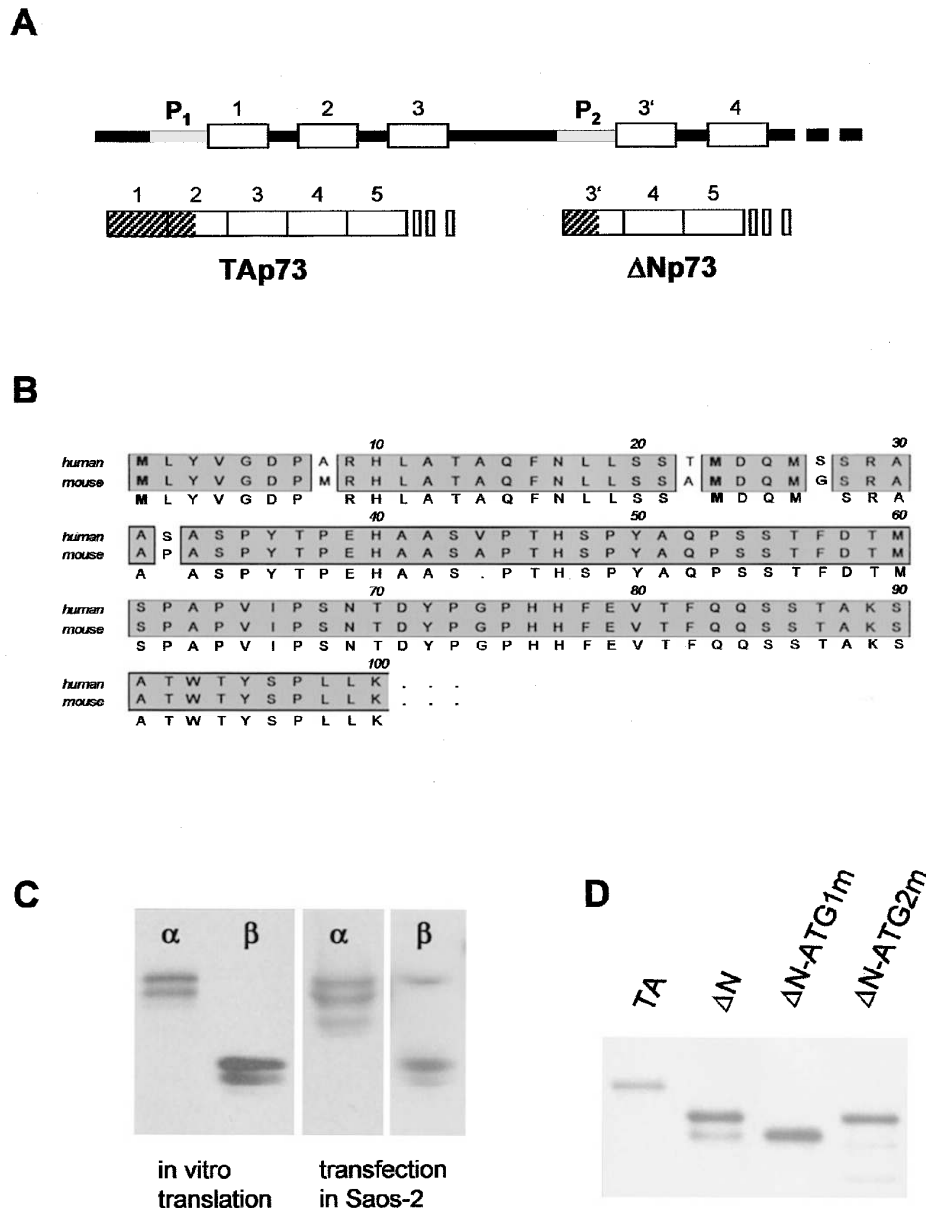 A
P1 1 2 3 P2 3' 4
1 2 3 4 5 3' 4 5
TAp73 ΔNp73
B
10 20 30
human M L Y V G D P A R H L A T A Q F N L L S S T M D Q M S S R A
mouse M L Y V G D P M R H L A T A Q F N L L S S A M D Q M G S R A
M L Y V G D P R H L A T A Q F N L L S S M D Q M S R A
40 50 60
human A S A S P Y T P E H A A S V P T H S P Y A Q P S S T F D T M
mouse A P A S P Y T P E H A A S A P T H S P Y A Q P S S T F D T M
A A S P Y T P E H A A S . P T H S P Y A Q P S S T F D T M
70 80 90
human S P A P V I P S N T D Y P G P H H F E V T F Q Q S S T A K S
mouse S P A P V I P S N T D Y P G P H H F E V T F Q Q S S T A K S
S P A P V I P S N T D Y P G P H H F E V T F Q Q S S T A K S
100
human A T W T Y S P L L K . . .
mouse A T W T Y S P L L K . . .
A T W T Y S P L L K
C
α β α β
in vitro translation
transfection in Saos-2
D
TA ΔN ΔN-ATG1m ΔN-ATG2m